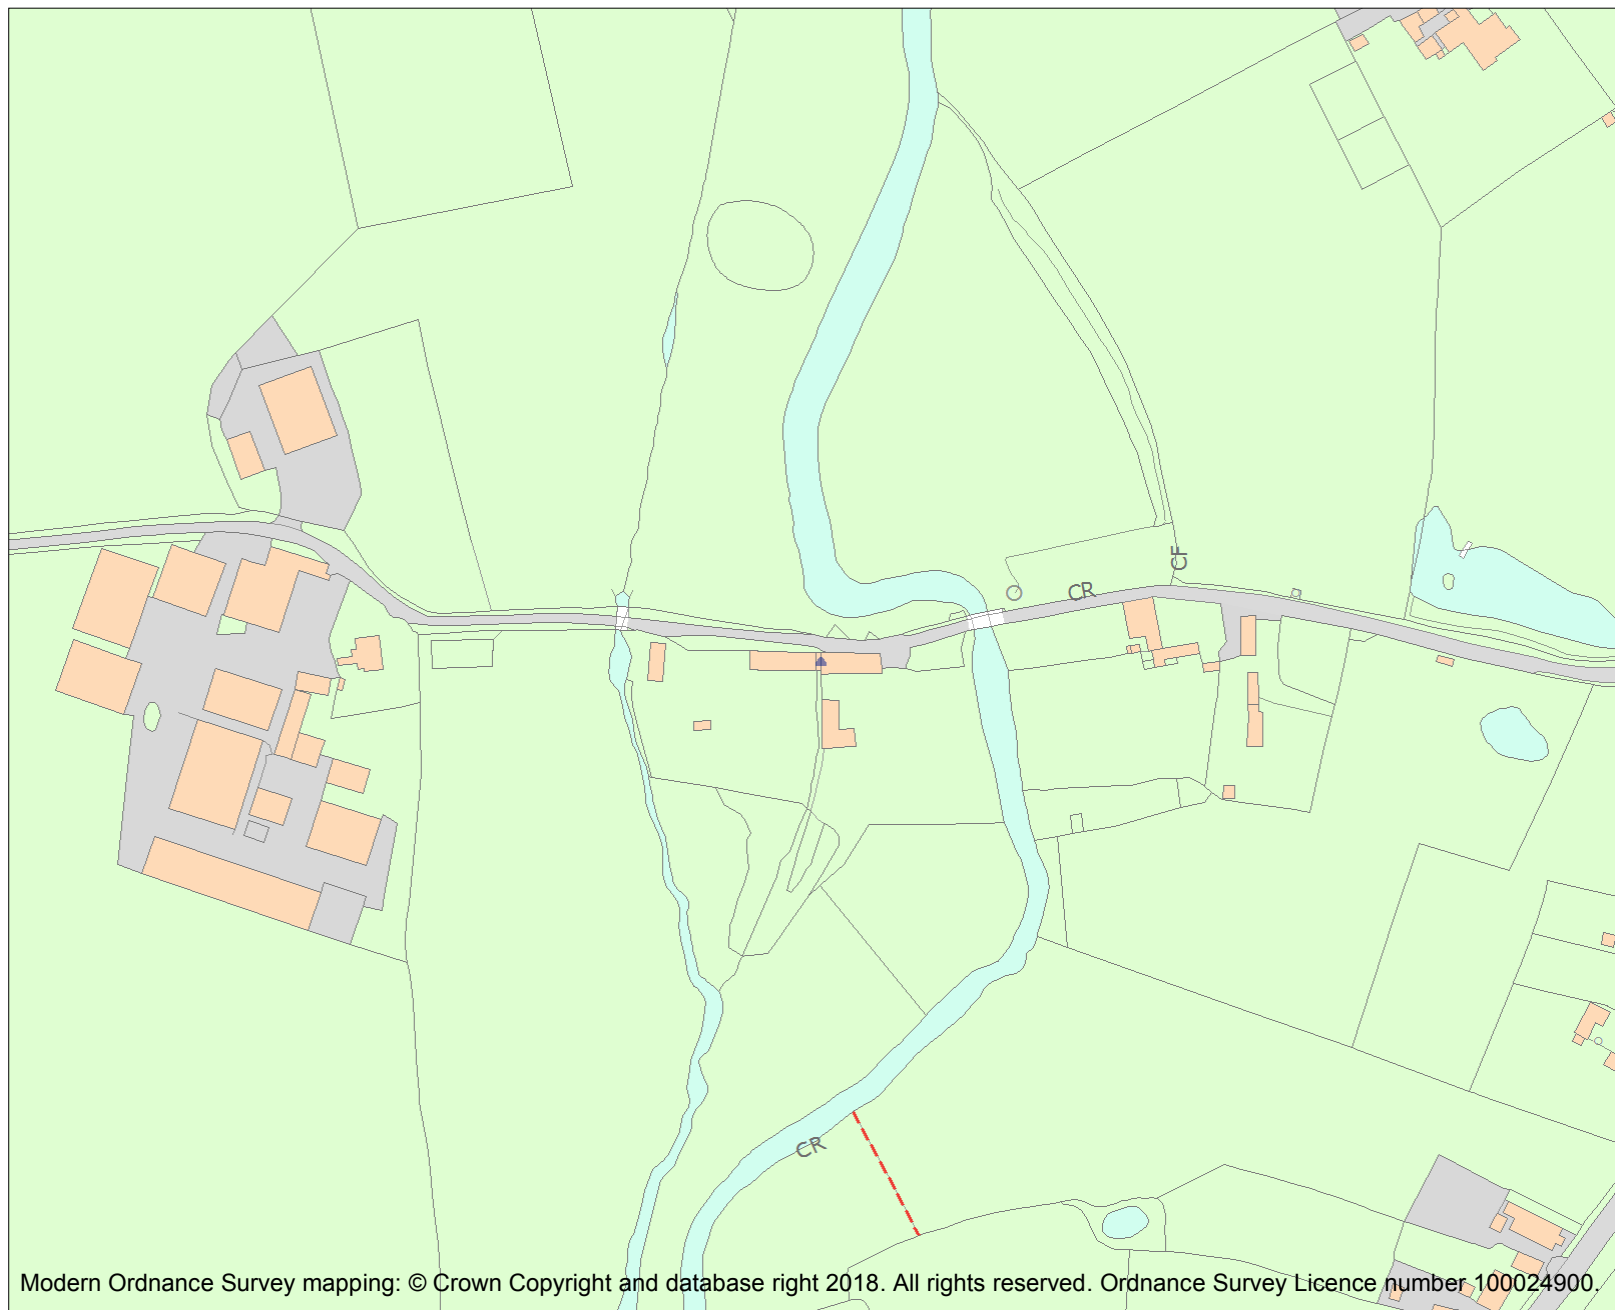 CF
CR
CR
Modern Ordnance Survey mapping: © Crown Copyright and database right 2018. All rights reserved. Ordnance Survey Licence number 100024900.